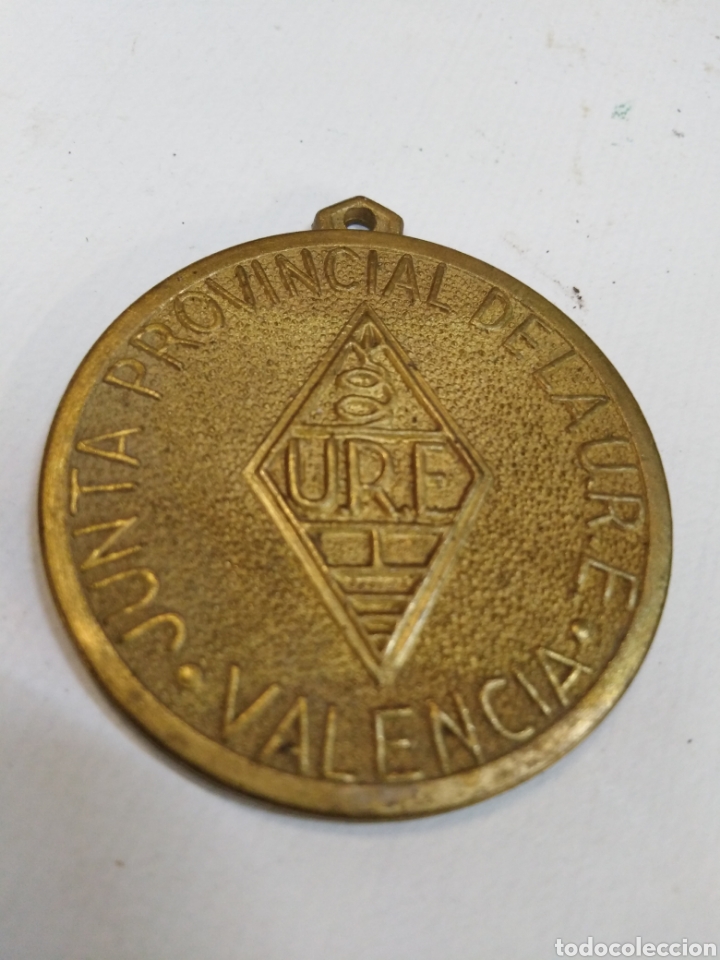 JUNTA PROVINCIAL DE LA U.R.E.
U.R.E
· VALENCIA ·
todocoleccion